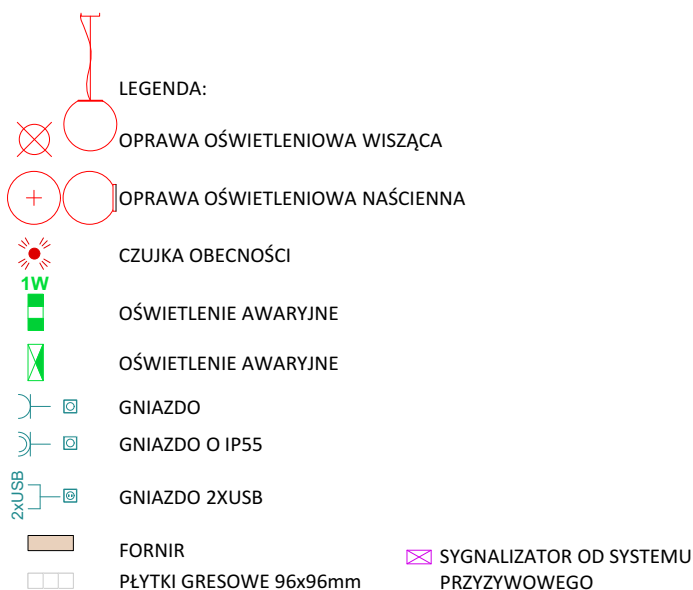 LEGENDA:
OPRAWA OŚWIETLENIOWA WISZĄCA
OPRAWA OŚWIETLENIOWA NAŚCIENNA
CZUJKA OBECNOŚCI
1W
OŚWIETLENIE AWARYJNE
OŚWIETLENIE AWARYJNE
GNIAZDO
GNIAZDO O IP55
2xUSB
GNIAZDO 2XUSB
FORNIR
PŁYTKI GRESOWE 96x96mm
SYGNALIZATOR OD SYSTEMU
PRZYZYWOWEGO